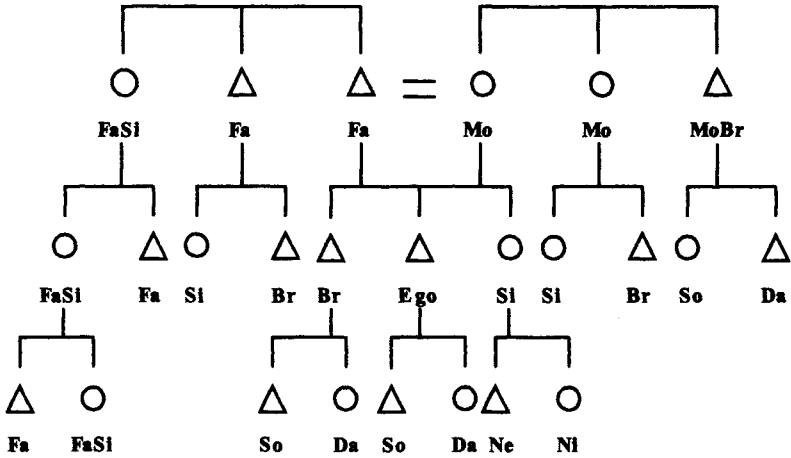 FaSi Fa Fa Mo Mo MoBr
FaSi Fa Si Br Br Ego Si Si Br So Da
Fa FaSi So Da So Da Ne Ni